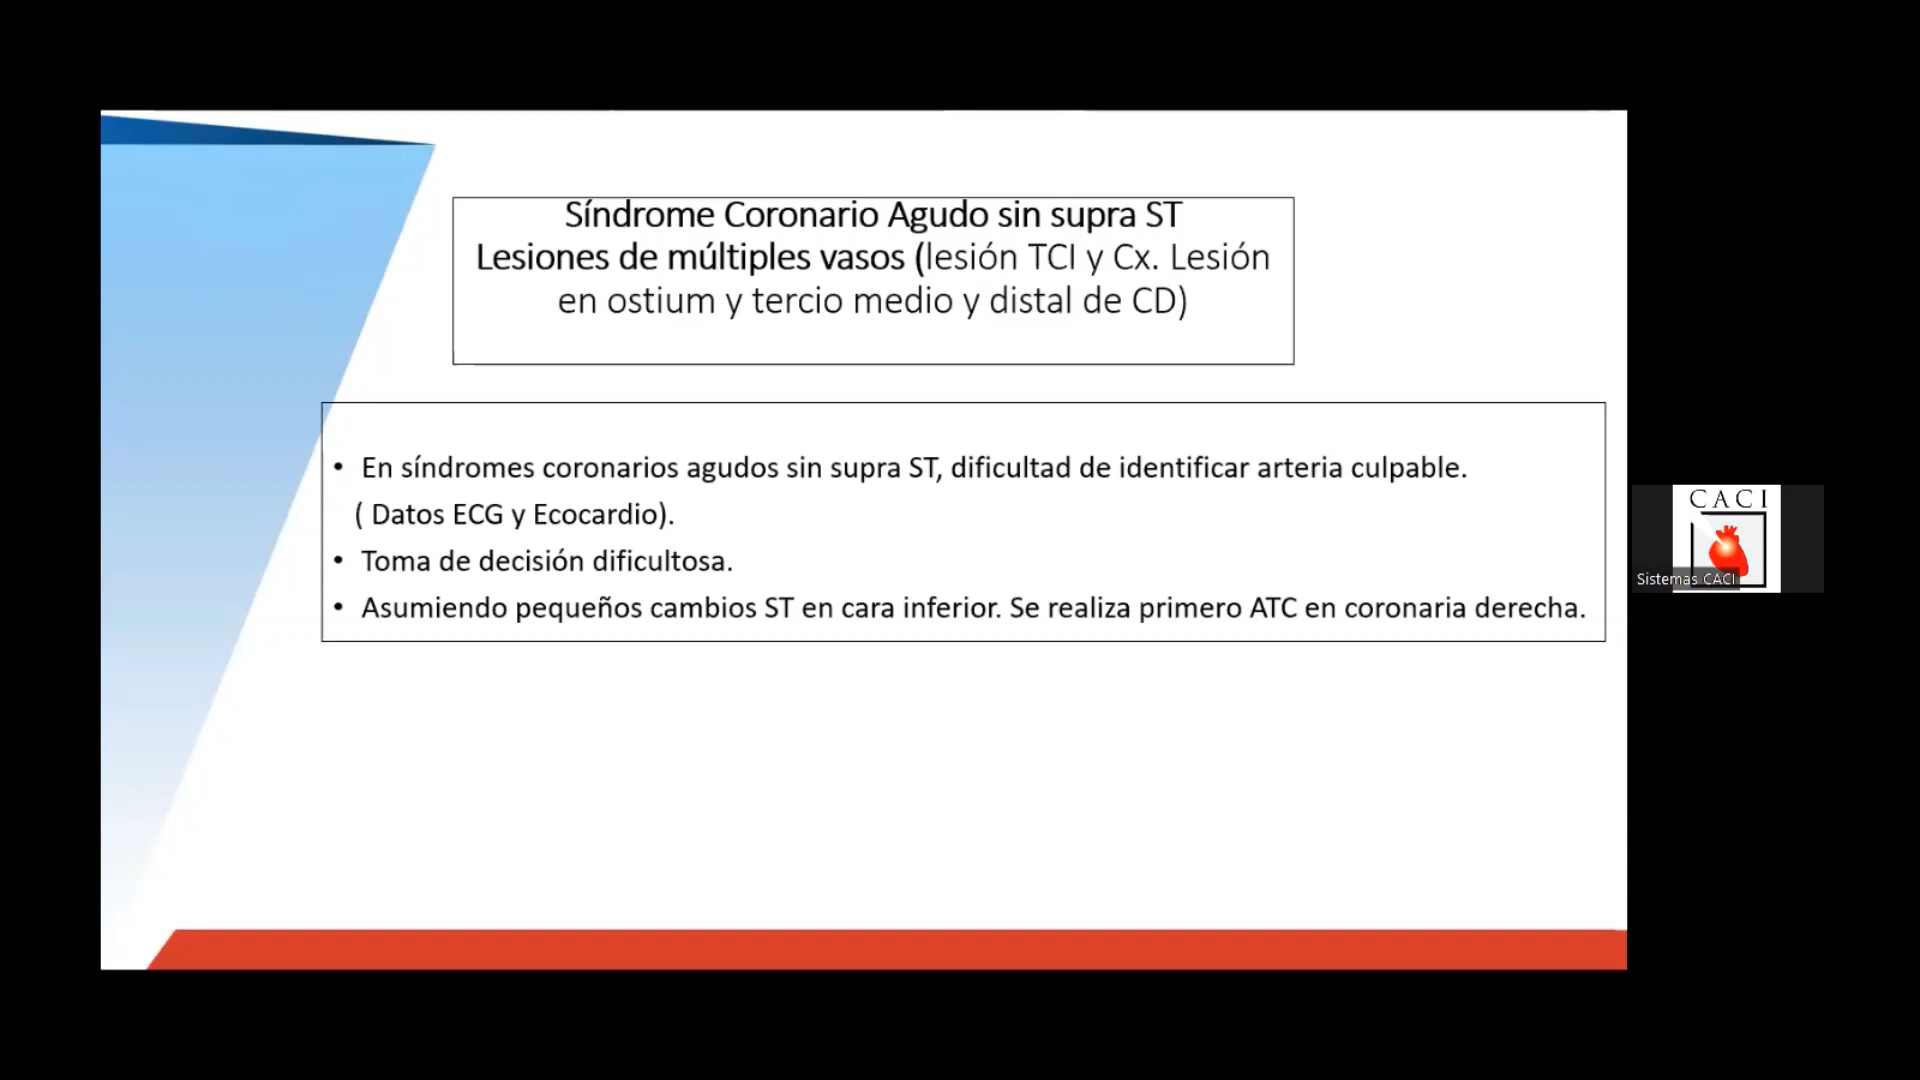 Síndrome Coronario Agudo sin supra ST
Lesiones de múltiples vasos (lesión TCI y Cx. Lesión
en ostium y tercio medio y distal de CD)
• En síndromes coronarios agudos sin supra ST, dificultad de identificar arteria culpable.
( Datos ECG y Ecocardio).
• Toma de decisión dificultosa.
• Asumiendo pequeños cambios ST en cara inferior. Se realiza primero ATC en coronaria derecha.
CACI
Sistemas CACI